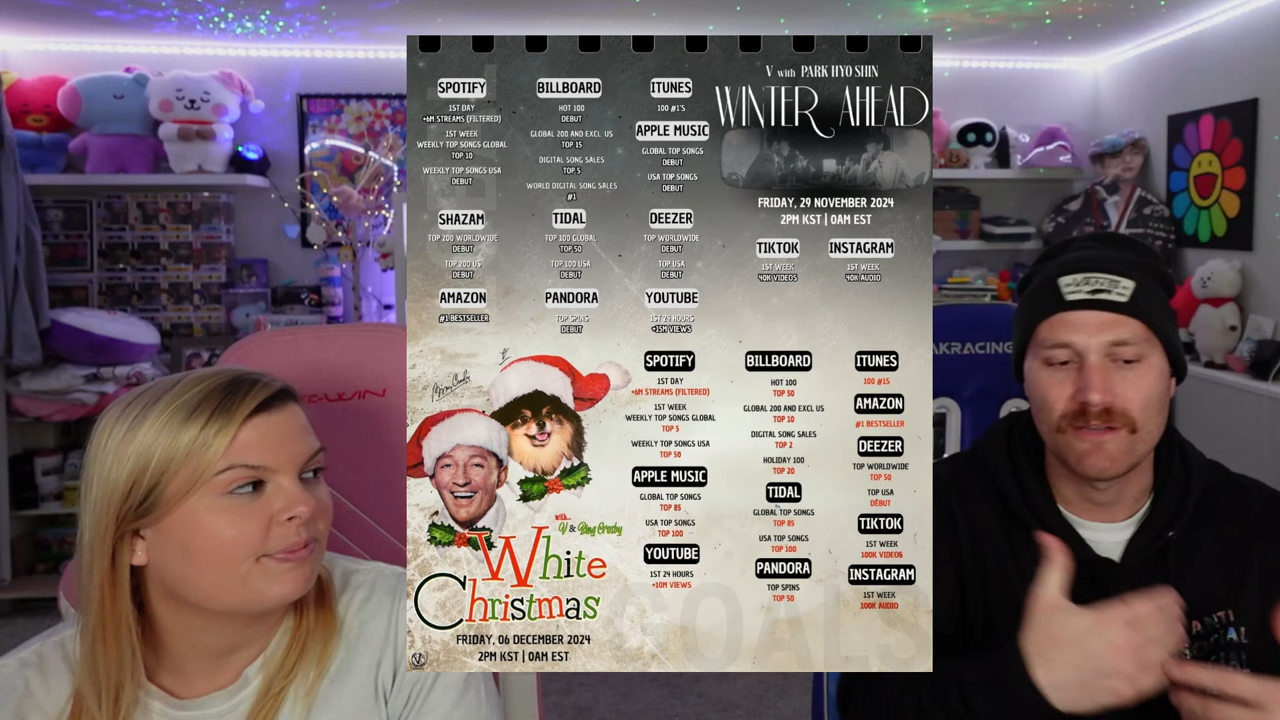 SPOTIFY
1ST DAY
+6M STREAMS (FILTERED)
1ST WEEK
WEEKLY TOP SONGS GLOBAL
TOP 10
WEEKLY TOP SONGS USA
DEBUT
BILLBOARD
HOT 100
DEBUT
GLOBAL 200 AND EXCL US
TOP 15
DIGITAL SONG SALES
TOP 5
WORLD DIGITAL SONG SALES
#1
ITUNES
100 #1'S
APPLE MUSIC
GLOBAL TOP SONGS
DEBUT
USA TOP SONGS
DEBUT
V with PARK HYO SHIN
WINTER AHEAD
FRIDAY, 29 NOVEMBER 2024
2PM KST | 0AM EST
SHAZAM
TOP 200 WORLDWIDE
DEBUT
TOP 200 US
DEBUT
TIDAL
TOP 100 GLOBAL
TOP 50
TOP 100 USA
DEBUT
DEEZER
TOP WORLDWIDE
DEBUT
TOP USA
DEBUT
TIKTOK
1ST WEEK
40K VIDEOS
INSTAGRAM
1ST WEEK
40K AUDIO
AMAZON
#1 BESTSELLER
PANDORA
TOP SPINS
DEBUT
YOUTUBE
1ST 24 HOURS
+15M VIEWS
SPOTIFY
1ST DAY
+6M STREAMS (FILTERED)
1ST WEEK
WEEKLY TOP SONGS GLOBAL
TOP 5
WEEKLY TOP SONGS USA
TOP 50
APPLE MUSIC
GLOBAL TOP SONGS
TOP 85
USA TOP SONGS
TOP 100
YOUTUBE
1ST 24 HOURS
+10M VIEWS
BILLBOARD
HOT 100
TOP 50
GLOBAL 200 AND EXCL US
TOP 10
DIGITAL SONG SALES
TOP 2
HOLIDAY 100
TOP 20
TIDAL
GLOBAL TOP SONGS
TOP 85
USA TOP SONGS
TOP 100
PANDORA
TOP SPINS
TOP 50
ITUNES
100 #1S
AMAZON
#1 BESTSELLER
DEEZER
TOP WORLDWIDE
TOP 50
TOP USA
DEBUT
TIKTOK
1ST WEEK
100K VIDEOS
INSTAGRAM
1ST WEEK
100K AUDIO
with...
V & Bing Crosby
White
Christmas
FRIDAY, 06 DECEMBER 2024
2PM KST | 0AM EST
GOALS
AKRACING
VANS
ANTI
SOCIAL
SOCIAL